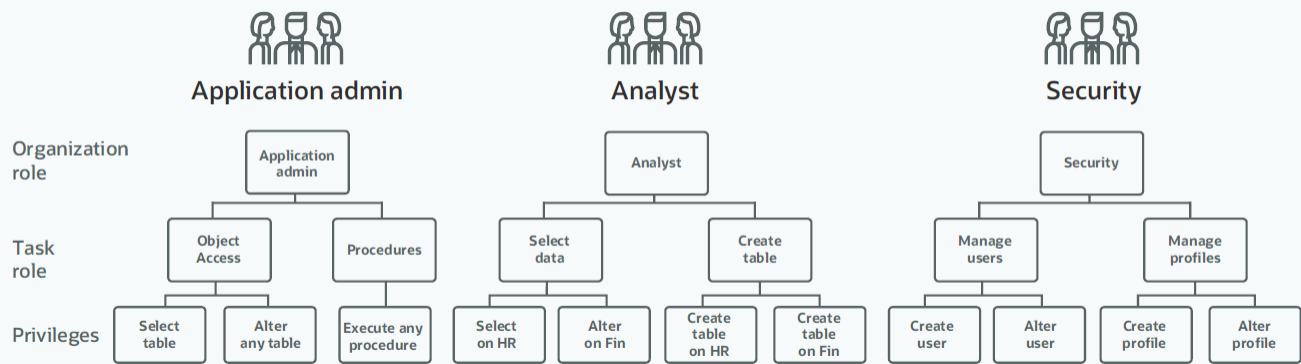 Application admin
Analyst
Security
Organization
role
Application
admin
Analyst
Security
Task
role
Object
Access
Procedures
Select
data
Create
table
Manage
users
Manage
profiles
Privileges
Select
table
Alter
any table
Execute any
procedure
Select
on HR
Alter
on Fin
Create
table
on HR
Create
table
on Fin
Create
user
Alter
user
Create
profile
Alter
profile